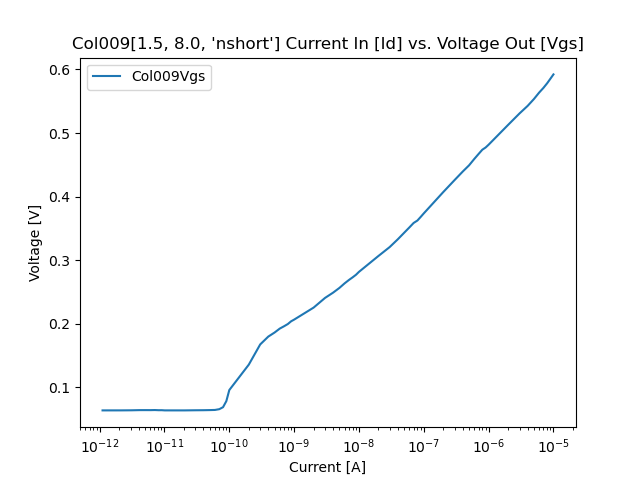 Col009[1.5, 8.0, 'nshort'] Current In [Id] vs. Voltage Out [Vgs]
Col009Vgs
0.6
0.5
0.4
0.3
0.2
0.1
Voltage [V]
10⁻¹² 10⁻¹¹ 10⁻¹⁰ 10⁻⁹ 10⁻⁸ 10⁻⁷ 10⁻⁶ 10⁻⁵
Current [A]